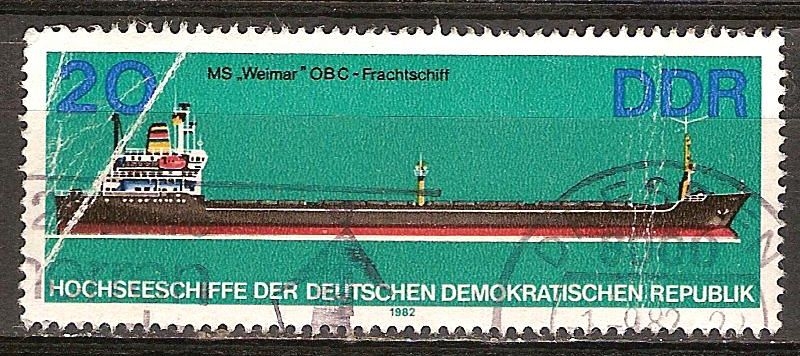 20
MS „Weimar" OBC - Frachtschiff
DDR
HOCHSEESCHIFFE DER DEUTSCHEN DEMOKRATISCHEN REPUBLIK
1982